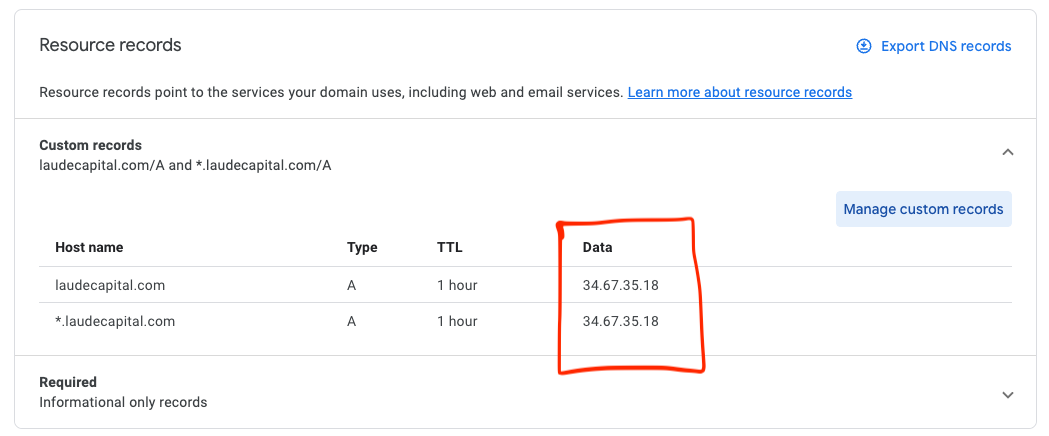 Resource records
Export DNS records
Resource records point to the services your domain uses, including web and email services. Learn more about resource records
Custom records
laudecapital.com/A and *.laudecapital.com/A
Manage custom records
Host name Type TTL Data
laudecapital.com A 1 hour 34.67.35.18
*.laudecapital.com A 1 hour 34.67.35.18
Required
Informational only records